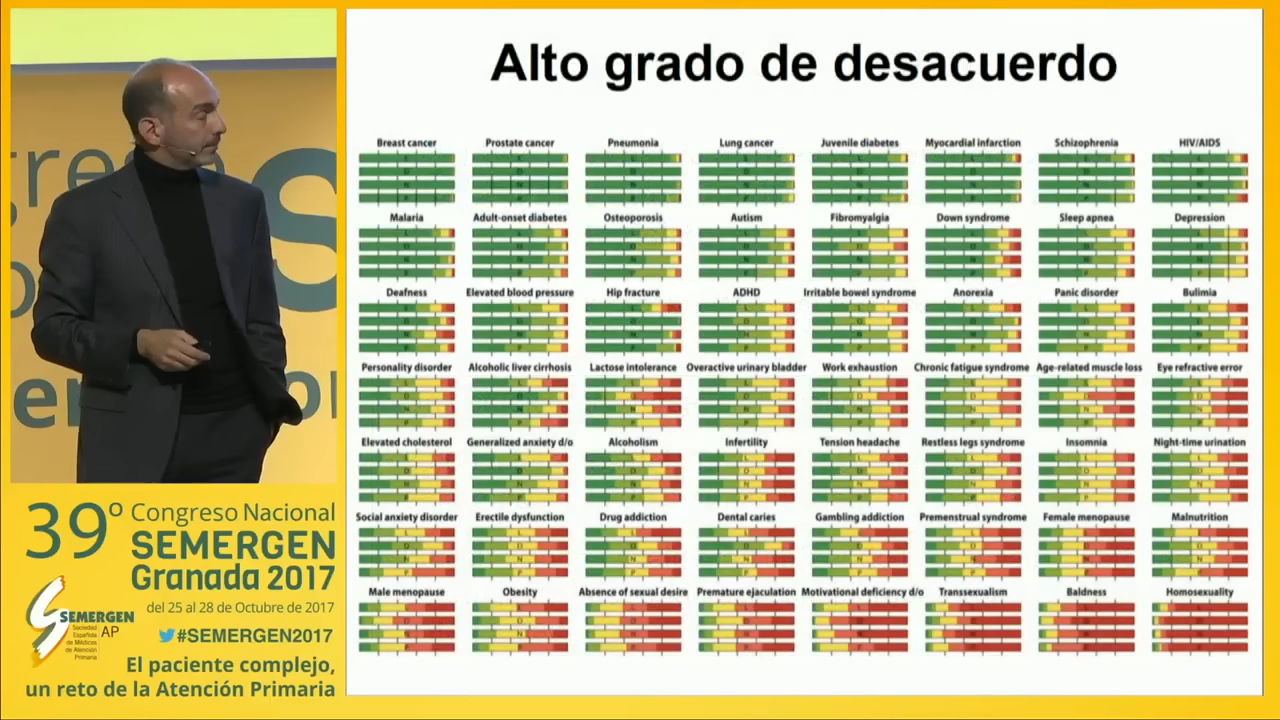 Alto grado de desacuerdo
Breast cancer Prostate cancer Pneumonia Lung cancer Juvenile diabetes Myocardial infarction Schizophrenia HIV/AIDS
Malaria Adult-onset diabetes Osteoporosis Autism Fibromyalgia Down syndrome Sleep apnea Depression
Deafness Elevated blood pressure Hip fracture ADHD Irritable bowel syndrome Anorexia Panic disorder Bulimia
Personality disorder Alcoholic liver cirrhosis Lactose intolerance Overactive urinary bladder Work exhaustion Chronic fatigue syndrome Age-related muscle loss Eye refractive error
Elevated cholesterol Generalized anxiety d/o Alcoholism Infertility Tension headache Restless legs syndrome Insomnia Night-time urination
Social anxiety disorder Erectile dysfunction Drug addiction Dental caries Gambling addiction Premenstrual syndrome Female menopause Malnutrition
Male menopause Obesity Absence of sexual desire Premature ejaculation Motivational deficiency d/o Transsexualism Baldness Homosexuality
39º Congreso Nacional
SEMERGEN
Granada 2017
del 25 al 28 de Octubre de 2017
SEMERGEN
AP
Sociedad
Española
de Médicos
de Atención
Primaria
#SEMERGEN2017
El paciente complejo,
un reto de la Atención Primaria